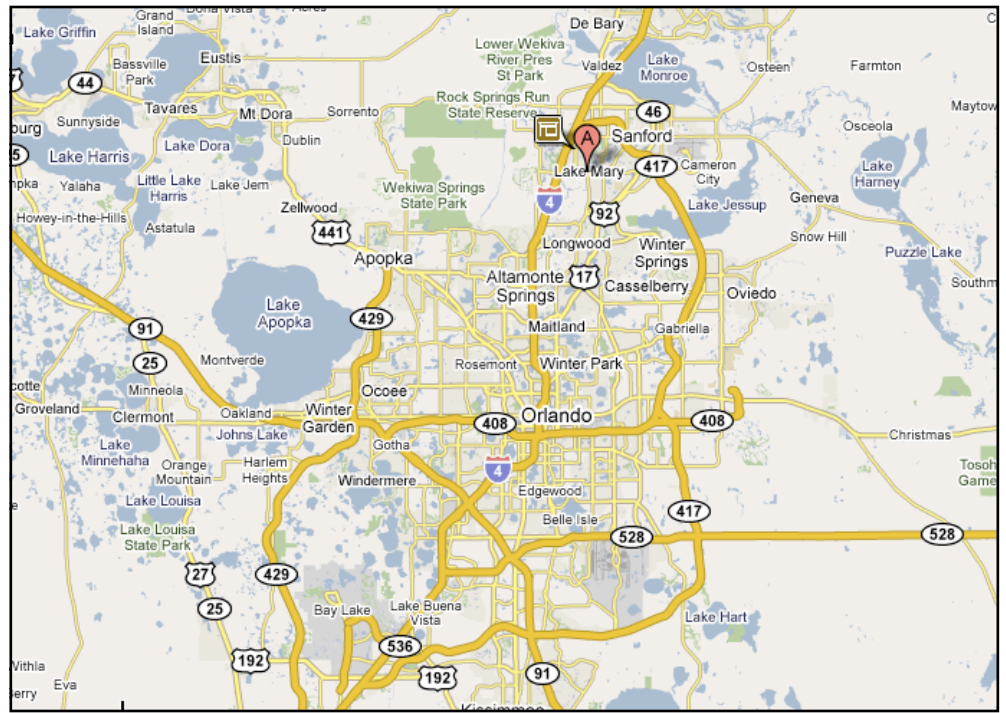 Grand
Island
Lake Griffin
De Bary
Eustis
Lower Wekiva
River Pres
St Park
Bassville
Park
44
Valdez
Lake
Monroe
Osteen
Farmton
Rock Springs Run
State Reserve
Tavares
Mt Dora
Sorrento
46
Sunnyside
Dublin
A
Sanford
Osceola
Lake Harris
Lake Dora
Lake Mary
417
Cameron
City
Lake
Harney
Yalaha
Little Lake
Harris
Lake Jem
Wekiva Springs
State Park
4
Lake Jessup
Geneva
Zellwood
92
Howey-in-the-Hills
Astatula
441
Snow Hill
Longwood
Winter
Springs
Puzzle Lake
Apopka
Altamonte
Springs
17
Casselberry
Oviedo
Lake
Apopka
429
91
Maitland
Gabriella
25
Montverde
Rosemont
Winter Park
Minneola
Ocoee
Groveland
Clermont
Oakland
Winter
Garden
408
Orlando
408
Johns Lake
Gotha
Christmas
Lake
Minnehaha
Orange
Mountain
Harlem
Heights
4
Windermere
Edgewood
Lake Louisa
417
Belle Isle
Lake Louisa
State Park
528
528
27
429
25
Bay Lake
Lake Buena
Vista
Lake Hart
536
192
192
91
Eva
Kissimmee